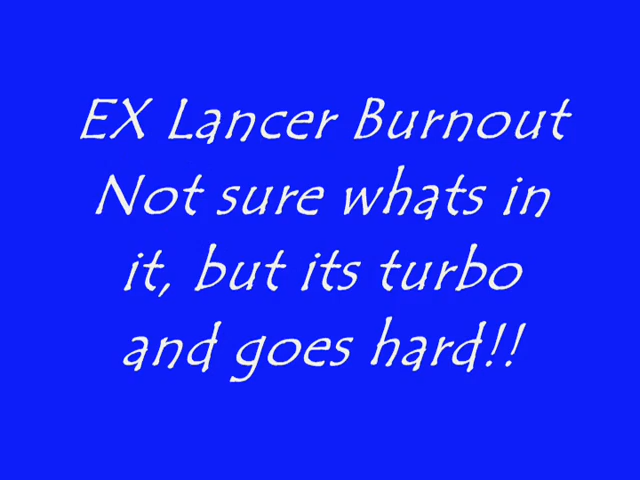 EX Lancer Burnout
Not sure whats in
it, but its turbo
and goes hard!!